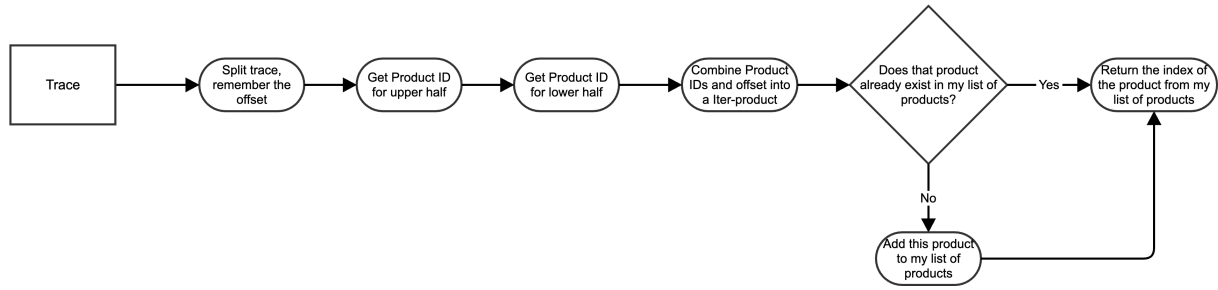 Trace
Split trace,
remember the
offset
Get Product ID
for upper half
Get Product ID
for lower half
Combine Product
IDs and offset into
a Iter-product
Does that product
already exist in my list of
products?
Yes
Return the index of
the product from my
list of products
No
Add this product
to my list of
products